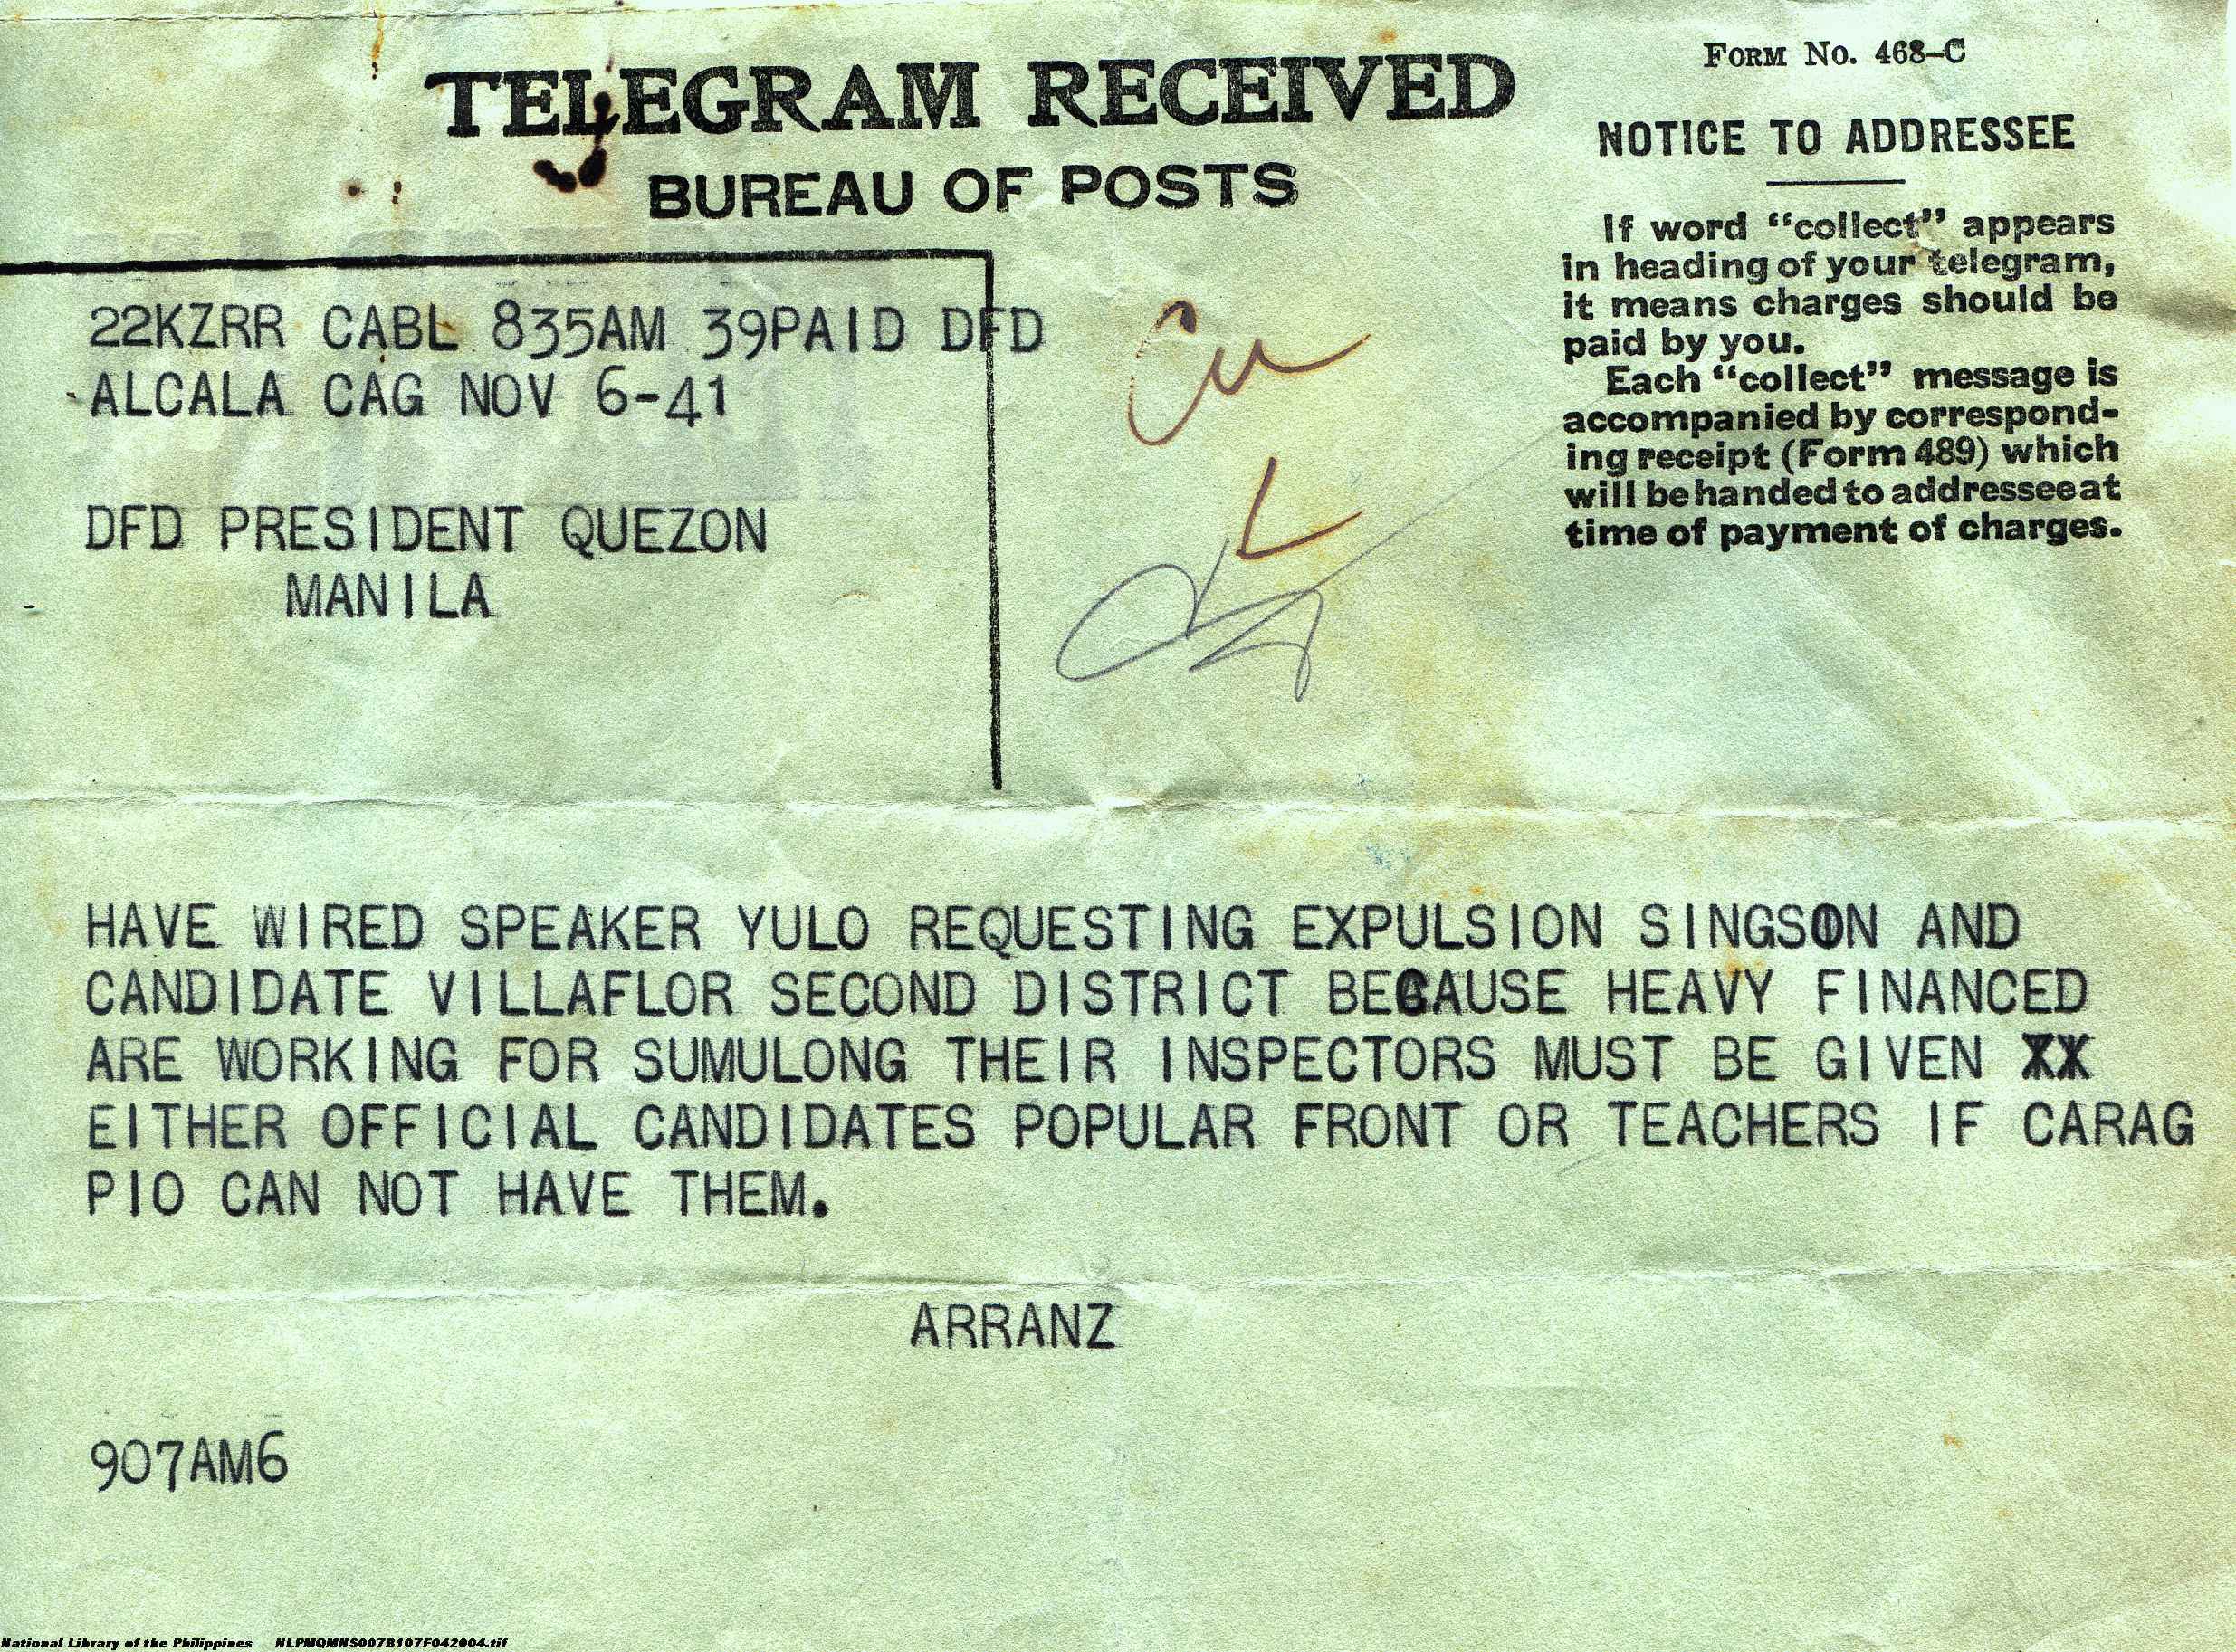 FORM NO. 468-C
TELEGRAM RECEIVED
BUREAU OF POSTS
NOTICE TO ADDRESSEE
If word “collect” appears
in heading of your telegram,
it means charges should be
paid by you.
Each “collect” message is
accompanied by correspond-
ing receipt (Form 489) which
will be handed to addressee at
time of payment of charges.
22KZRR CABL 835AM 39PAID DFD
ALCALA CAG NOV 6-41
DFD PRESIDENT QUEZON
MANILA
HAVE WIRED SPEAKER YULO REQUESTING EXPULSION SINGSON AND
CANDIDATE VILLAFLOR SECOND DISTRICT BECAUSE HEAVY FINANCED
ARE WORKING FOR SUMULONG THEIR INSPECTORS MUST BE GIVEN XX
EITHER OFFICIAL CANDIDATES POPULAR FRONT OR TEACHERS IF CARAG
PIO CAN NOT HAVE THEM.
ARRANZ
907AM6
National Library of the Philippines NLPMQMNS007B107F042004.tif